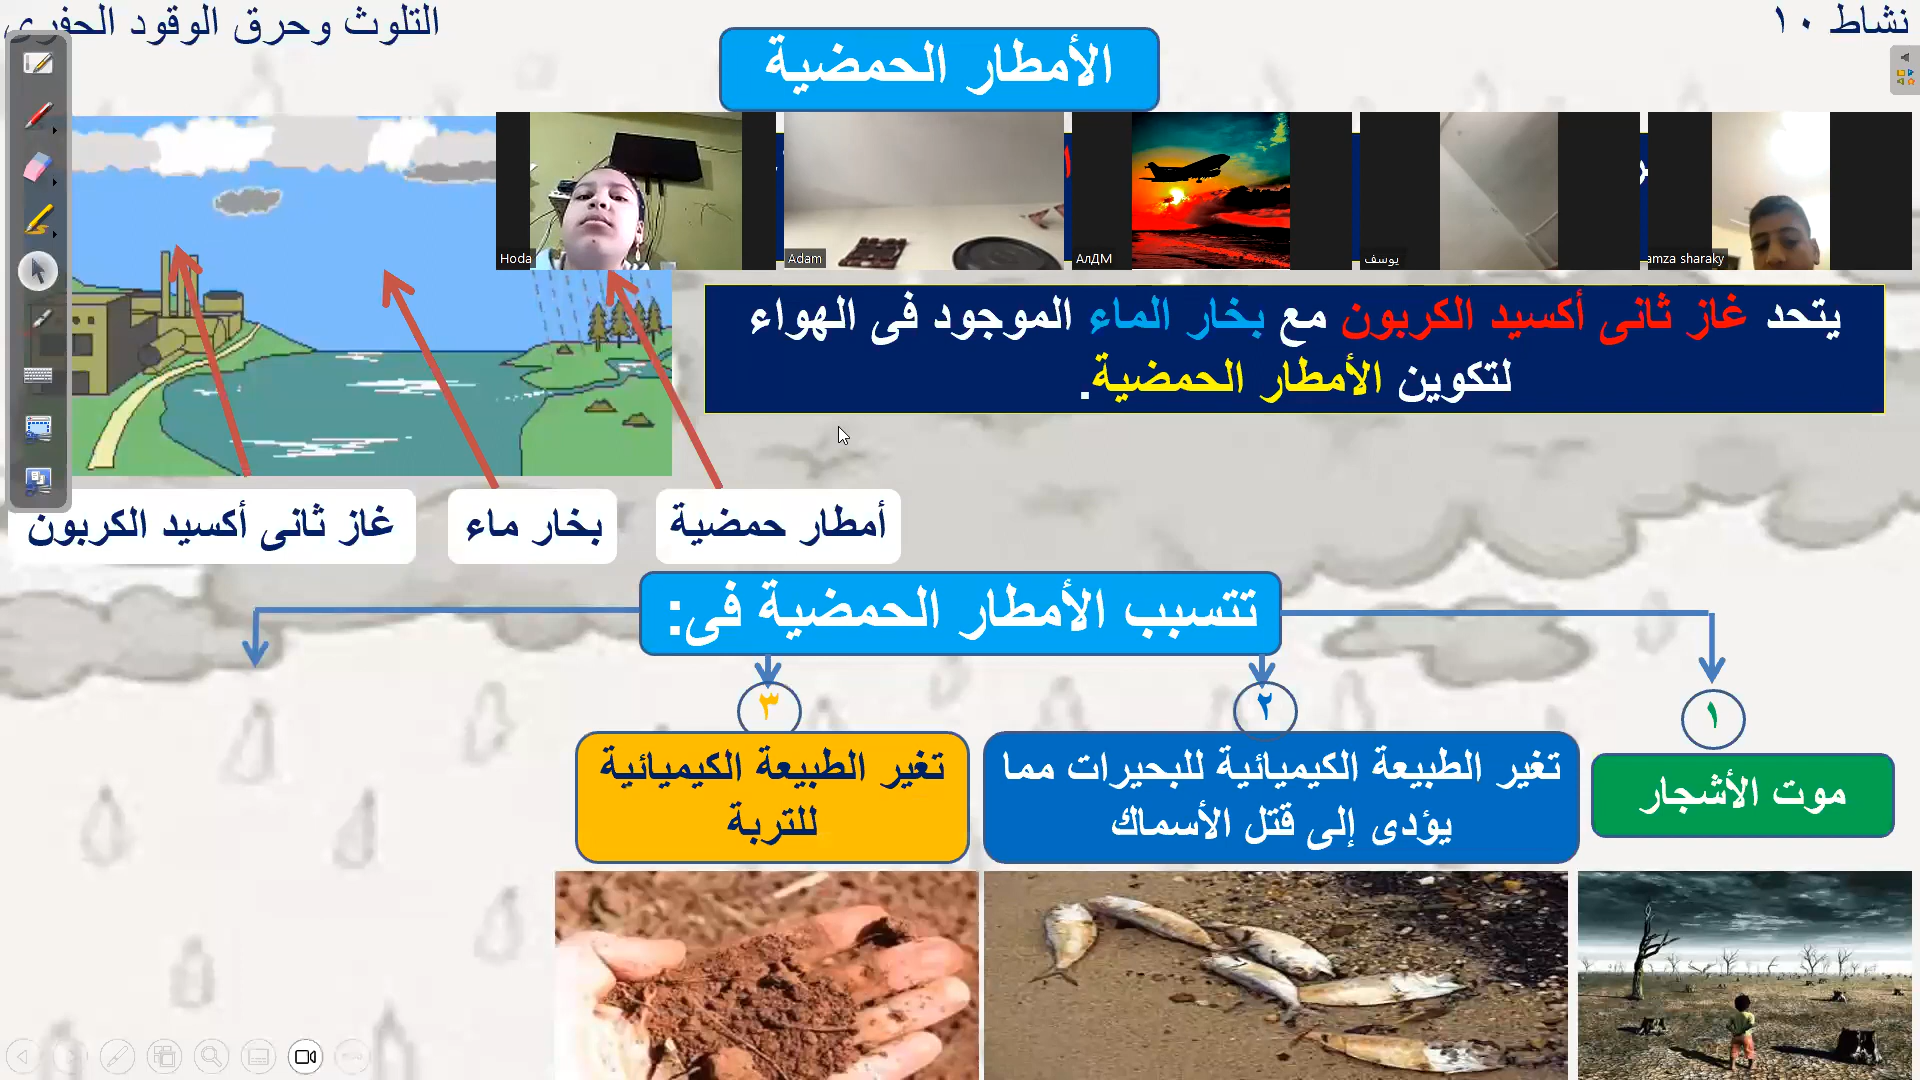 نشاط ١٠
التلوث وحرق الوقود الحفرى
الأمطار الحمضية
Hoda
Adam
АлДМ
يوسف
amza sharaky
يتحد غاز ثانى أكسيد الكربون مع بخار الماء الموجود فى الهواء
لتكوين الأمطار الحمضية.
أمطار حمضية
بخار ماء
غاز ثانى أكسيد الكربون
تتسبب الأمطار الحمضية فى:
١
موت الأشجار
٢
تغير الطبيعة الكيميائية للبحيرات مما
يؤدى إلى قتل الأسماك
٣
تغير الطبيعة الكيميائية
للتربة